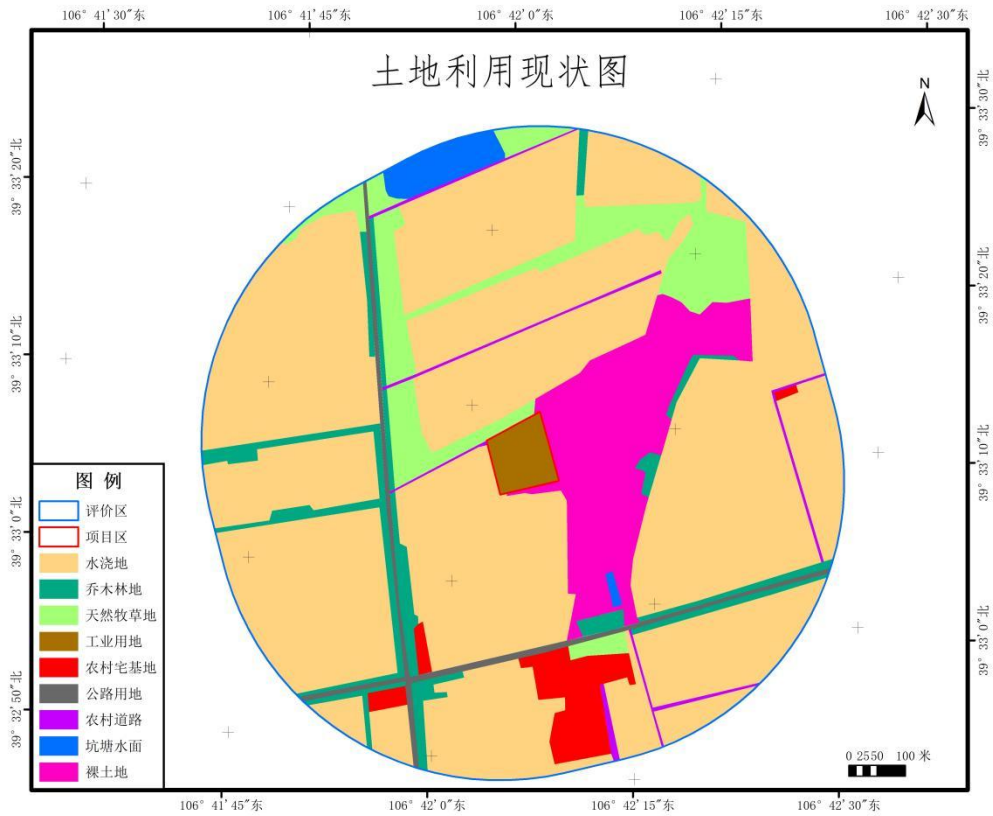 106° 41′30″东 106° 41′45″东 106° 42′0″东 106° 42′15″东 106° 42′30″东
土地利用现状图
N
39° 33′20″北
39° 33′10″北
39° 33′0″北
39° 32′50″北
39° 33′30″北
39° 33′20″北
39° 33′10″北
39° 33′0″北
图 例
评价区
项目区
水浇地
乔木林地
天然牧草地
工业用地
农村宅基地
公路用地
农村道路
坑塘水面
裸土地
0 2550 100 米
106° 41′45″东 106° 42′0″东 106° 42′15″东 106° 42′30″东